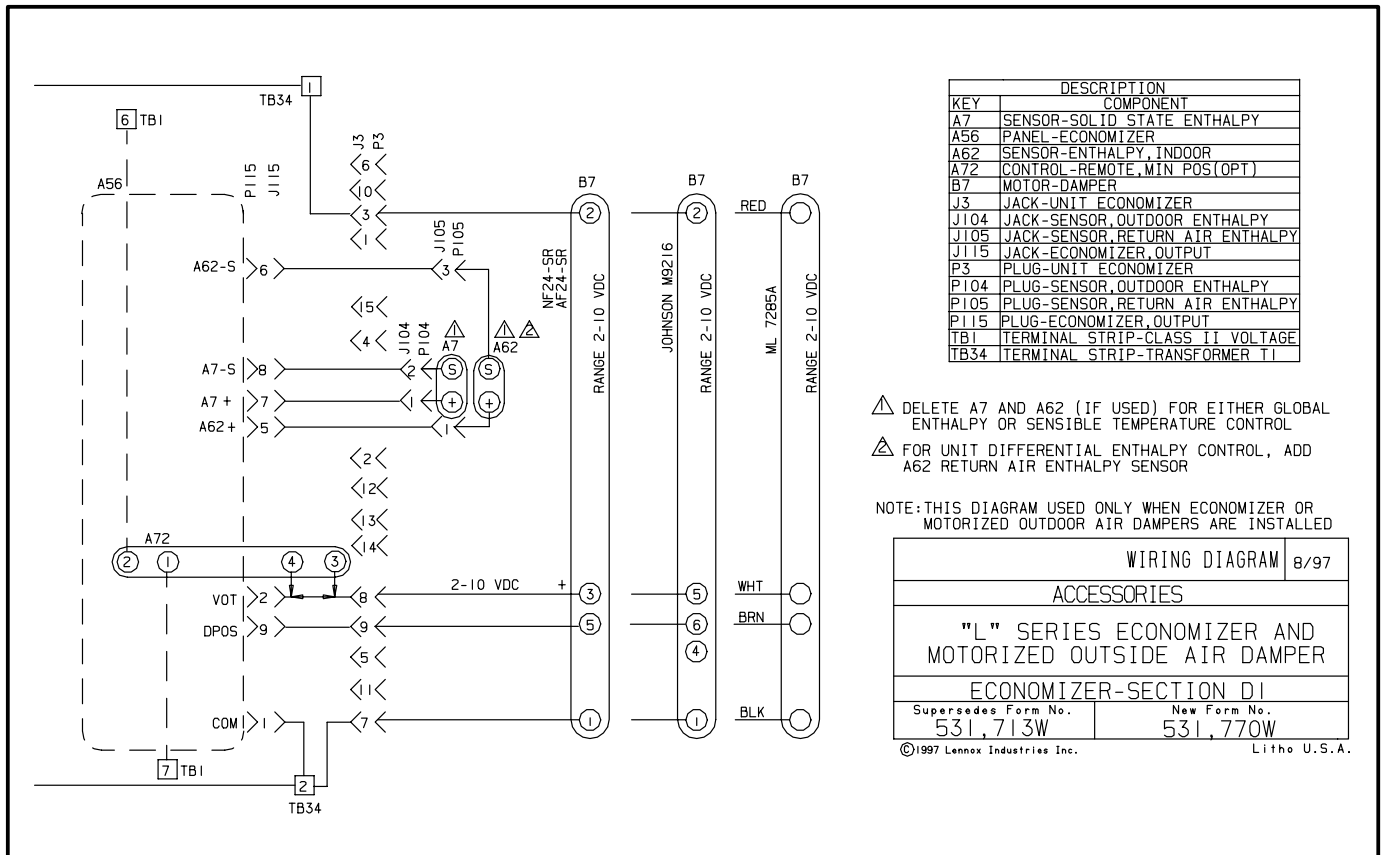 1
TB34
6 TB1
J3
P3
6
10
3
1
P115
J115
A56
B7
B7
B7
2
2
RED
J105
P105
A62-S 6
3
NF24-SR
AF24-SR
RANGE 2-10 VDC
JOHNSON M9216
RANGE 2-10 VDC
ML 7285A
RANGE 2-10 VDC
15
4
J104
P104
1
A7
1 2
A62
A7-S 8
2
S
S
A7 + 7
1
+
+
A62+ 5
1
2
12
13
14
A72
2 1 4 3
VOT 2
8
2-10 VDC
+
3
5
WHT
DPOS 9
9
5
6
BRN
4
5
11
COM 1
7
1
1
BLK
7 TB1
2
TB34
DESCRIPTION
KEY COMPONENT
A7 SENSOR-SOLID STATE ENTHALPY
A56 PANEL-ECONOMIZER
A62 SENSOR-ENTHALPY, INDOOR
A72 CONTROL-REMOTE, MIN POS(OPT)
B7 MOTOR-DAMPER
J3 JACK-UNIT ECONOMIZER
J104 JACK-SENSOR, OUTDOOR ENTHALPY
J105 JACK-SENSOR, RETURN AIR ENTHALPY
J115 JACK-ECONOMIZER, OUTPUT
P3 PLUG-UNIT ECONOMIZER
P104 PLUG-SENSOR, OUTDOOR ENTHALPY
P105 PLUG-SENSOR, RETURN AIR ENTHALPY
P115 PLUG-ECONOMIZER, OUTPUT
TB1 TERMINAL STRIP-CLASS II VOLTAGE
TB34 TERMINAL STRIP-TRANSFORMER T1
1 DELETE A7 AND A62 (IF USED) FOR EITHER GLOBAL
ENTHALPY OR SENSIBLE TEMPERATURE CONTROL
2 FOR UNIT DIFFERENTIAL ENTHALPY CONTROL, ADD
A62 RETURN AIR ENTHALPY SENSOR
NOTE: THIS DIAGRAM USED ONLY WHEN ECONOMIZER OR
MOTORIZED OUTDOOR AIR DAMPERS ARE INSTALLED
WIRING DIAGRAM 8/97
ACCESSORIES
"L" SERIES ECONOMIZER AND
MOTORIZED OUTSIDE AIR DAMPER
ECONOMIZER-SECTION D1
Supersedes Form No. New Form No.
531,713W 531,770W
©1997 Lennox Industries Inc. Litho U.S.A.